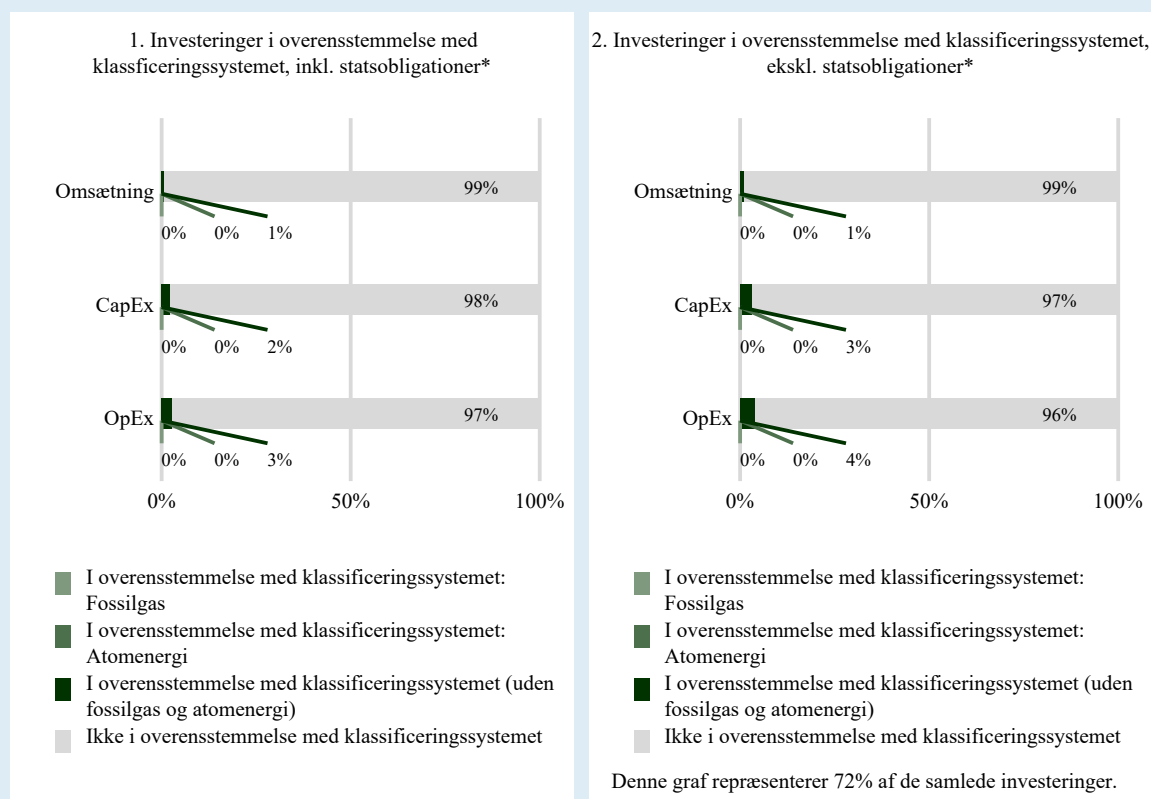 1. Investeringer i overensstemmelse med
klassficeringssystemet, inkl. statsobligationer*
Omsætning
99%
0% 0% 1%
CapEx
98%
0% 0% 2%
OpEx
97%
0% 0% 3%
0% 50% 100%
I overensstemmelse med klassificeringssystemet:
Fossilgas
I overensstemmelse med klassificeringssystemet:
Atomenergi
I overensstemmelse med klassificeringssystemet (uden
fossilgas og atomenergi)
Ikke i overensstemmelse med klassificeringssystemet
2. Investeringer i overensstemmelse med klassificeringssystemet,
ekskl. statsobligationer*
Omsætning
99%
0% 0% 1%
CapEx
97%
0% 0% 3%
OpEx
96%
0% 0% 4%
0% 50% 100%
I overensstemmelse med klassificeringssystemet:
Fossilgas
I overensstemmelse med klassificeringssystemet:
Atomenergi
I overensstemmelse med klassificeringssystemet (uden
fossilgas og atomenergi)
Ikke i overensstemmelse med klassificeringssystemet
Denne graf repræsenterer 72% af de samlede investeringer.